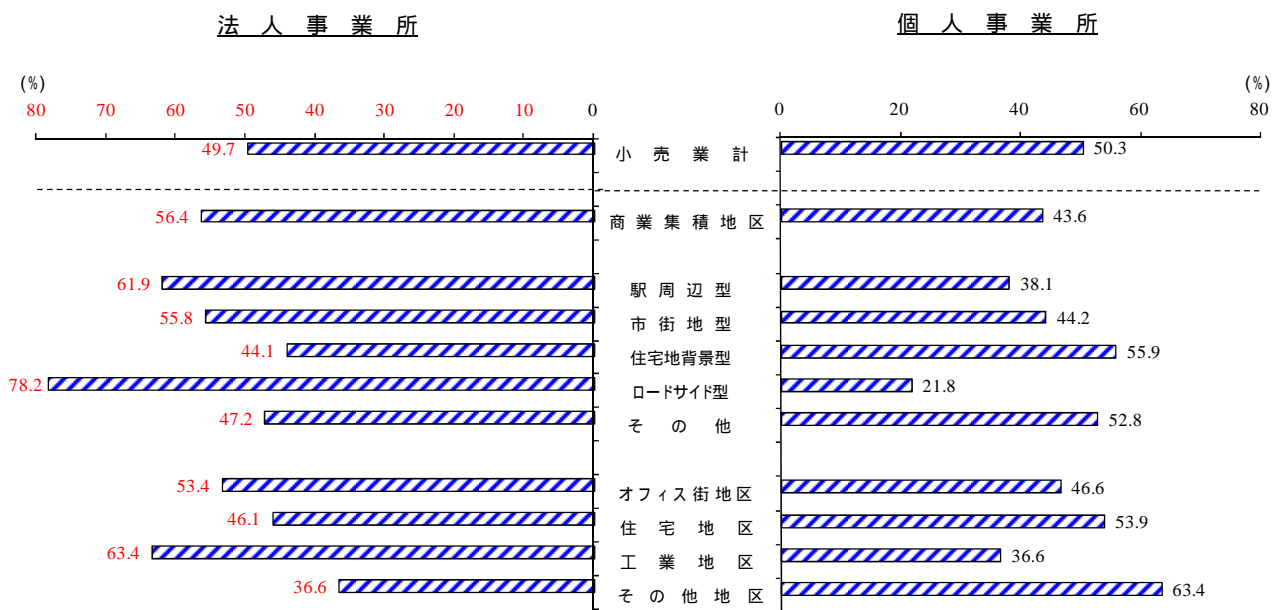 法人事業所 個人事業所
(%) (%)
80 70 60 50 40 30 20 10 0 0 20 40 60 80
49.7 小売業計 50.3
56.4 商業集積地区 43.6
61.9 駅周辺型 38.1
55.8 市街地型 44.2
44.1 住宅地背景型 55.9
78.2 ロードサイド型 21.8
47.2 その他 52.8
53.4 オフィス街地区 46.6
46.1 住宅地区 53.9
63.4 工業地区 36.6
36.6 その他地区 63.4